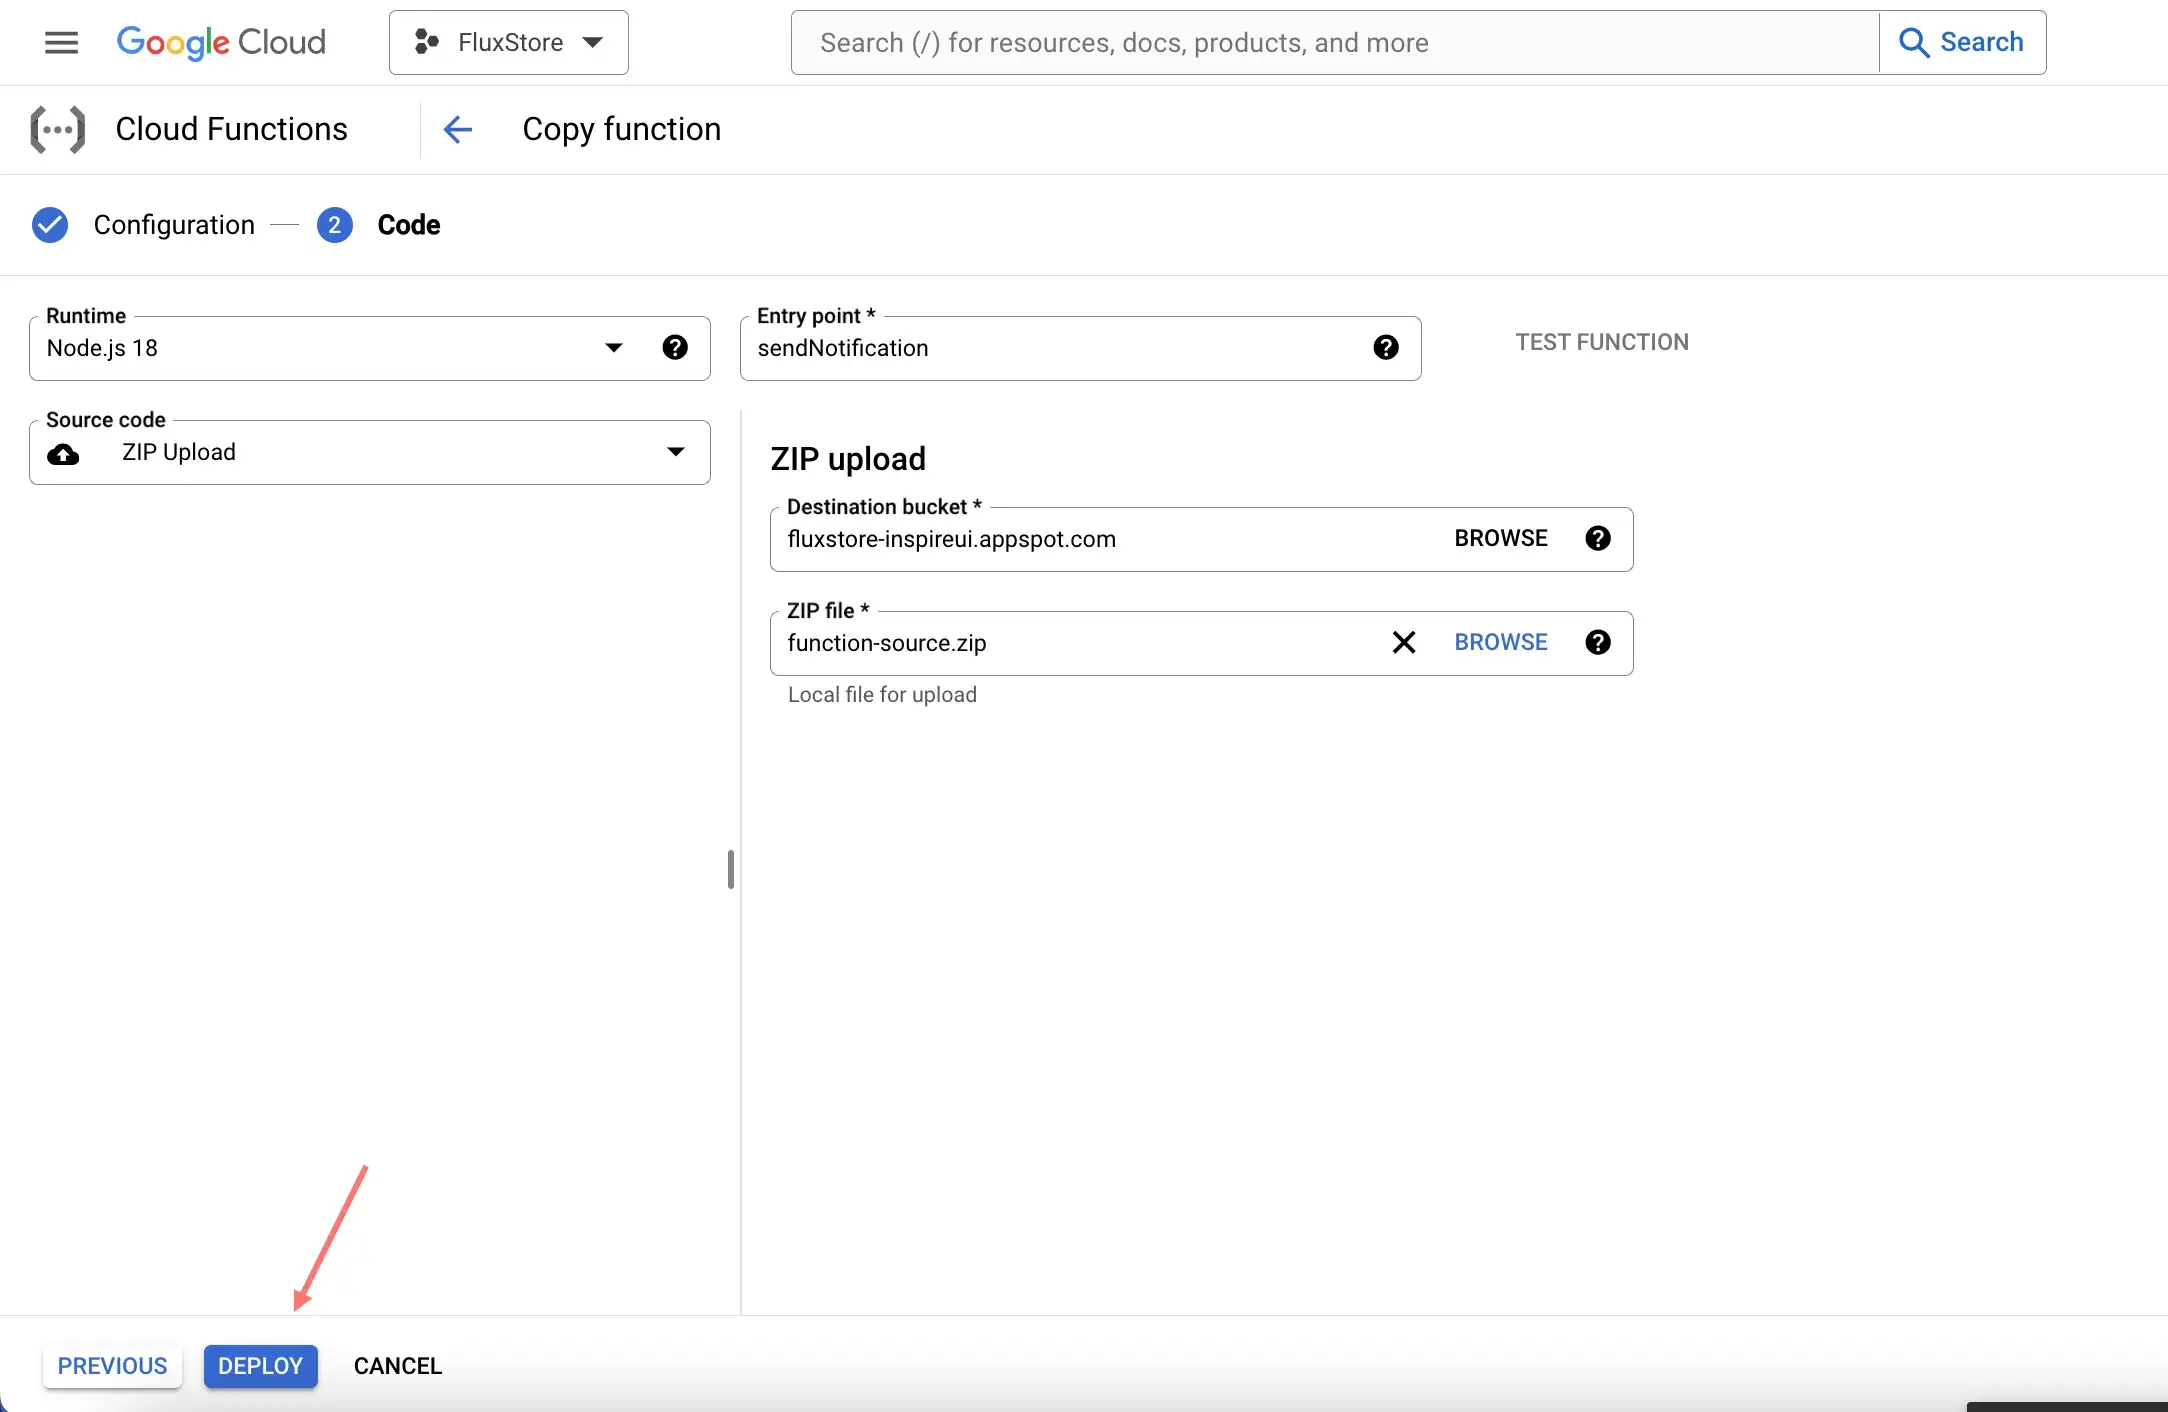 Google Cloud
FluxStore
Search (/) for resources, docs, products, and more
Search
Cloud Functions
Copy function
Configuration
2
Code
Runtime
Node.js 18
?
Entry point *
sendNotification
?
TEST FUNCTION
Source code
ZIP Upload
ZIP upload
Destination bucket *
fluxstore-inspireui.appspot.com
BROWSE
?
ZIP file *
function-source.zip
BROWSE
?
Local file for upload
PREVIOUS
DEPLOY
CANCEL